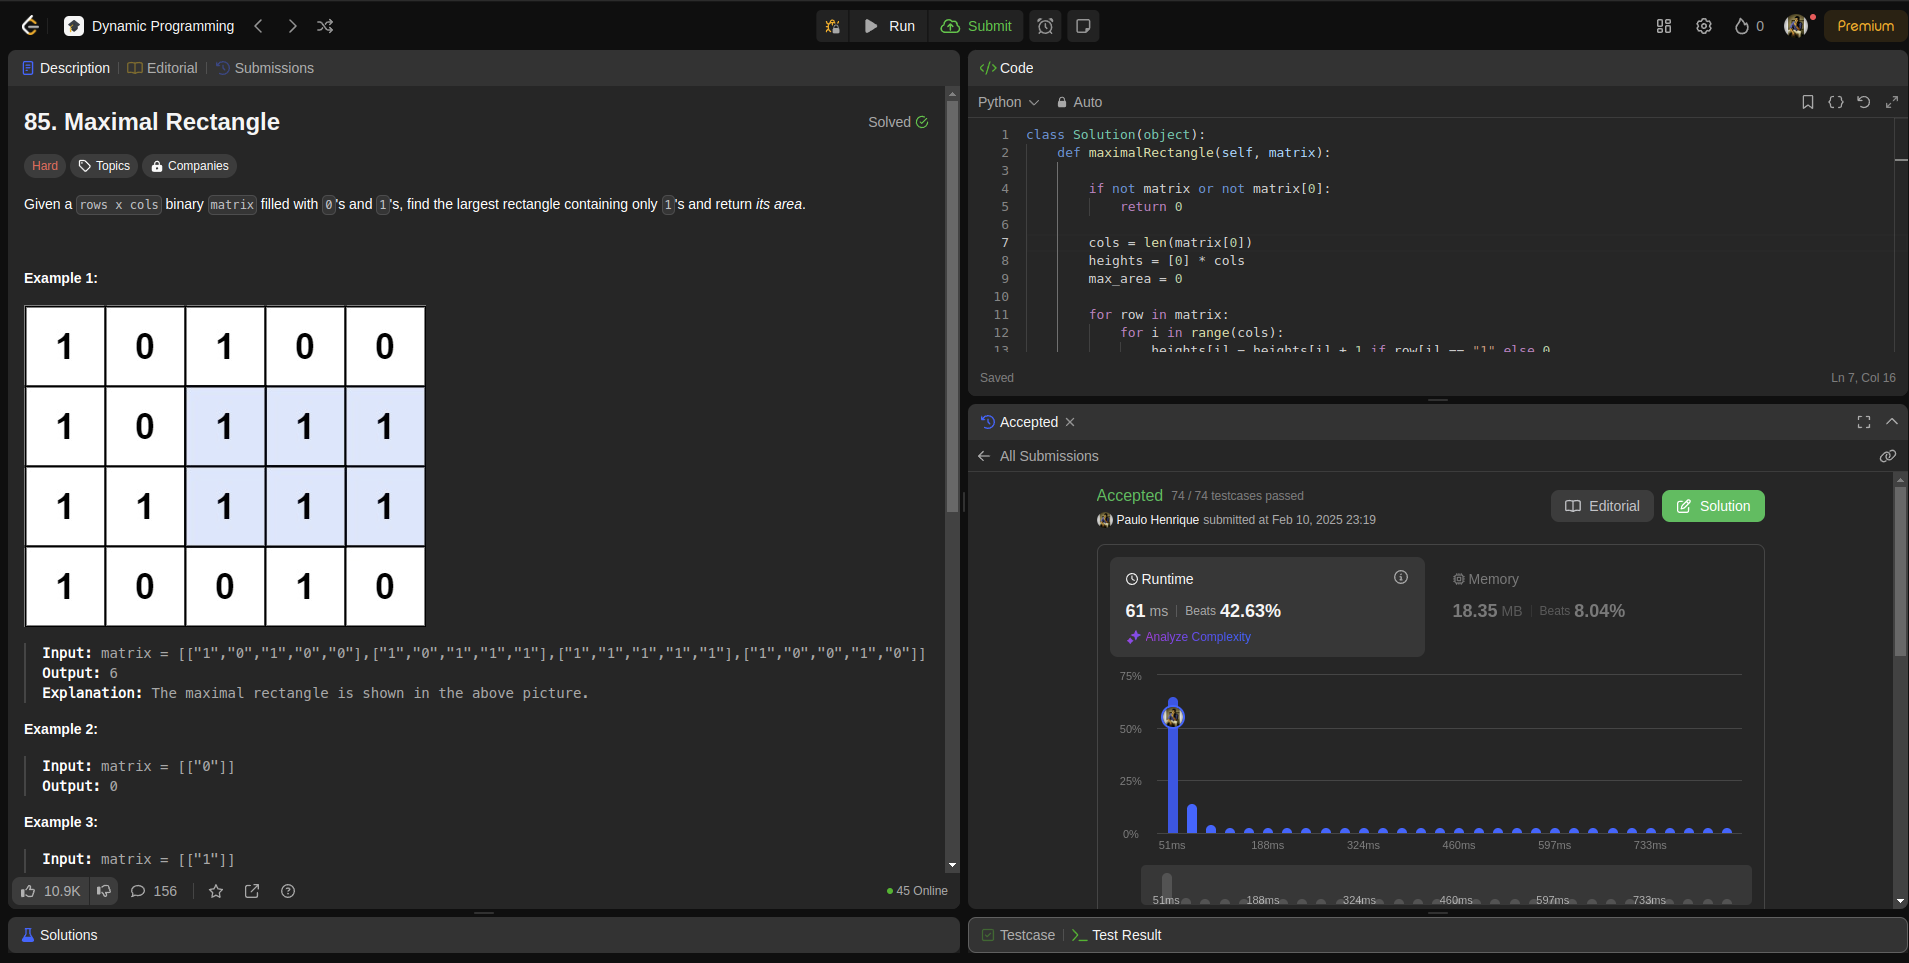 Dynamic Programming
Run
Submit
0
Premium
Description
Editorial
Submissions
85. Maximal Rectangle
Solved
Hard
Topics
Companies
Given a rows x cols binary matrix filled with 0's and 1's, find the largest rectangle containing only 1's and return its area.
Example 1:
1 0 1 0 0
1 0 1 1 1
1 1 1 1 1
1 0 0 1 0
Input: matrix = [["1","0","1","0","0"],["1","0","1","1","1"],["1","1","1","1","1"],["1","0","0","1","0"]]
Output: 6
Explanation: The maximal rectangle is shown in the above picture.
Example 2:
Input: matrix = [["0"]]
Output: 0
Example 3:
Input: matrix = [["1"]]
10.9K
156
45 Online
Solutions
</> Code
Python
Auto
1 class Solution(object):
2 def maximalRectangle(self, matrix):
3
4 if not matrix or not matrix[0]:
5 return 0
6
7 cols = len(matrix[0])
8 heights = [0] * cols
9 max_area = 0
10
11 for row in matrix:
12 for i in range(cols):
13 heights[i] = heights[i] + 1 if row[i] == "1" else 0
Saved
Ln 7, Col 16
Accepted
All Submissions
Accepted 74 / 74 testcases passed
Paulo Henrique submitted at Feb 10, 2025 23:19
Editorial
Solution
Runtime
61 ms Beats 42.63%
Analyze Complexity
Memory
18.35 MB Beats 8.04%
75%
50%
25%
0%
51ms 188ms 324ms 460ms 597ms 733ms
51ms 188ms 324ms 460ms 597ms 733ms
Testcase
Test Result